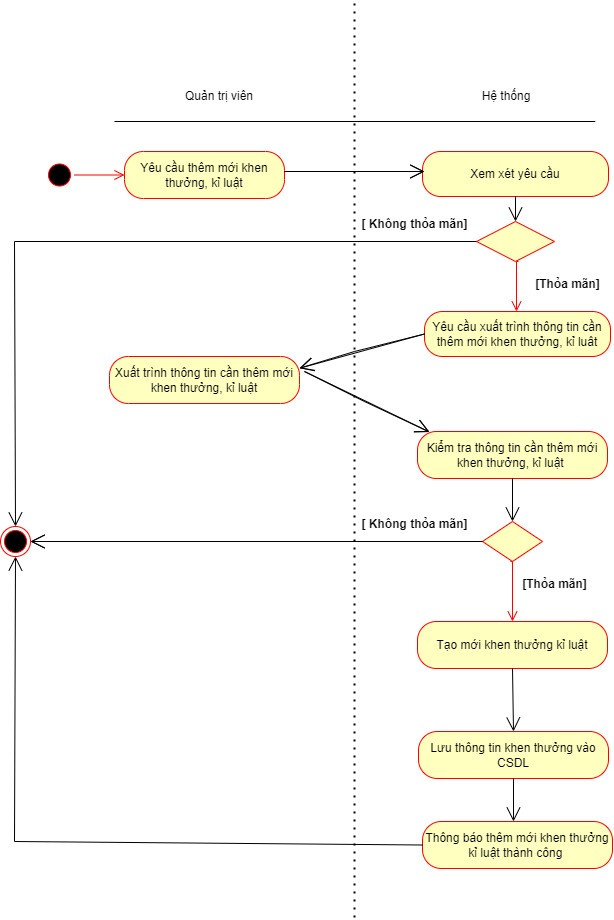 Quản trị viên
Hệ thống
Yêu cầu thêm mới khen
thưởng, kỉ luật
Xem xét yêu cầu
[ Không thỏa mãn]
[Thỏa mãn]
Yêu cầu xuất trình thông tin cần
thêm mới khen thưởng, kỉ luật
Xuất trình thông tin cần thêm mới
khen thưởng, kỉ luật
Kiểm tra thông tin cần thêm mới
khen thưởng, kỉ luật
[ Không thỏa mãn]
[Thỏa mãn]
Tạo mới khen thưởng kỉ luật
Lưu thông tin khen thưởng vào
CSDL
Thông báo thêm mới khen thưởng
kỉ luật thành công